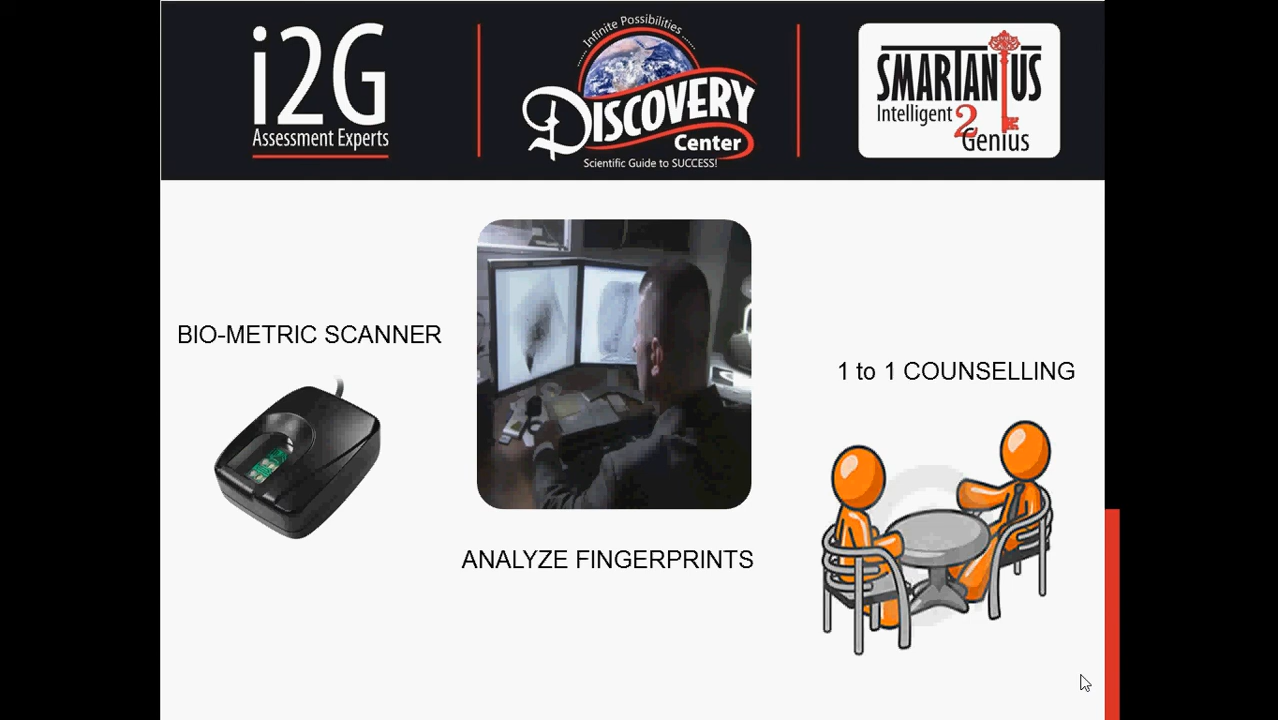 i2G
Assessment Experts
Infinite Possibilities
DISCOVERY
Center
Scientific Guide to SUCCESS!
SMARTANIUS
Intelligent 2 Genius
BIO-METRIC SCANNER
1 to 1 COUNSELLING
ANALYZE FINGERPRINTS